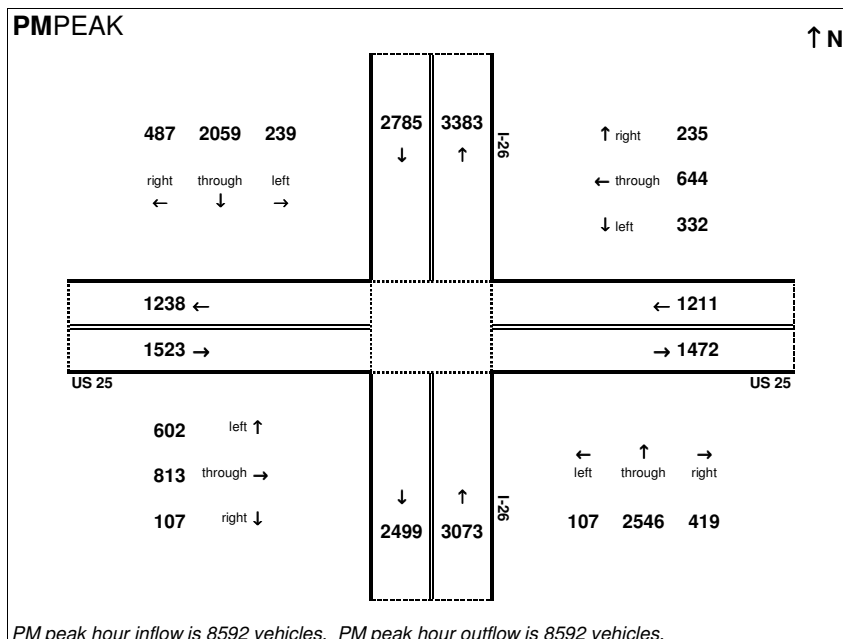 PMPEAK
↑ N
487 2059 239
right through left
← ↓ →
2785 3383
↓ ↑
I-26
↑ right 235
← through 644
↓ left 332
1238 ←
← 1211
1523 →
→ 1472
US 25
US 25
602 left ↑
813 through →
107 right ↓
↓ ↑
2499 3073
I-26
← ↑ →
left through right
107 2546 419
PM peak hour inflow is 8592 vehicles. PM peak hour outflow is 8592 vehicles.